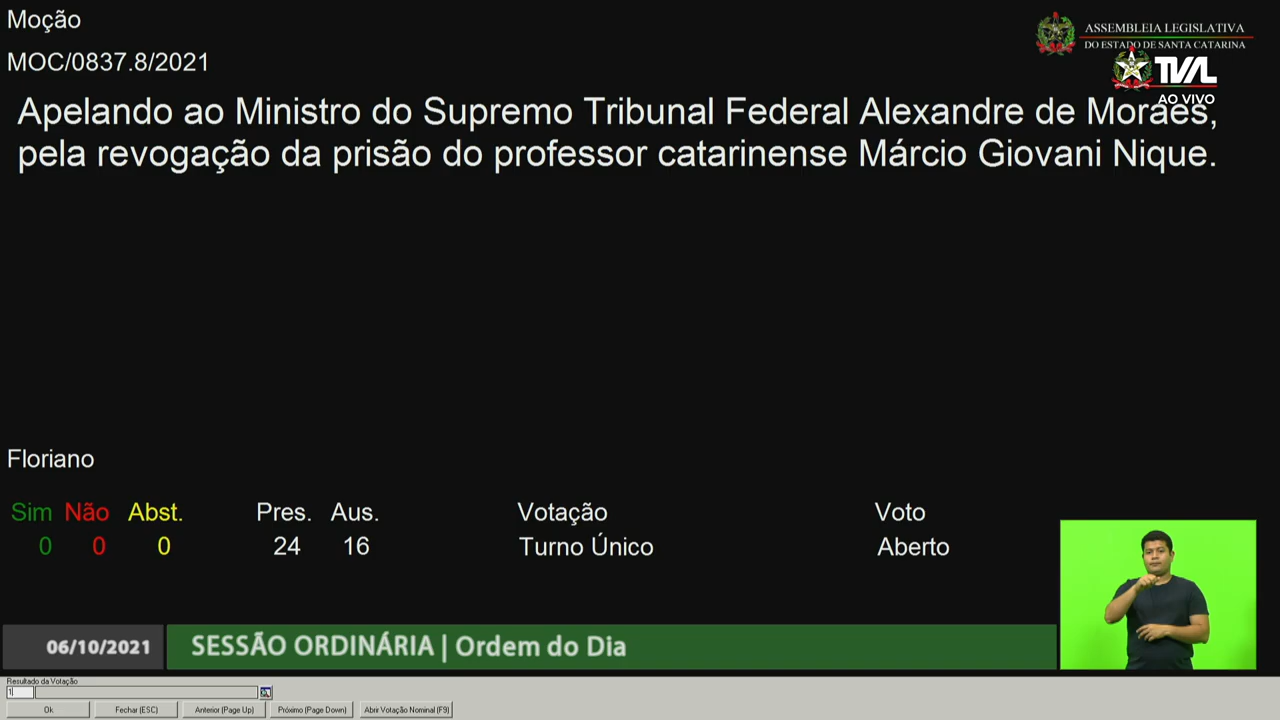 Moção
ASSEMBLEIA LEGISLATIVA
DO ESTADO DE SANTA CATARINA
MOC/0837.8/2021
TVAL
AO VIVO
Apelando ao Ministro do Supremo Tribunal Federal Alexandre de Moraes,
pela revogação da prisão do professor catarinense Márcio Giovani Nique.
Floriano
Sim Não Abst. Pres. Aus. Votação Voto
0 0 0 24 16 Turno Único Aberto
06/10/2021 SESSÃO ORDINÁRIA | Ordem do Dia
Resultado da Votação
1
Ok Fechar (ESC) Anterior (Page Up) Próximo (Page Down) Abrir Votação Nominal (F9)